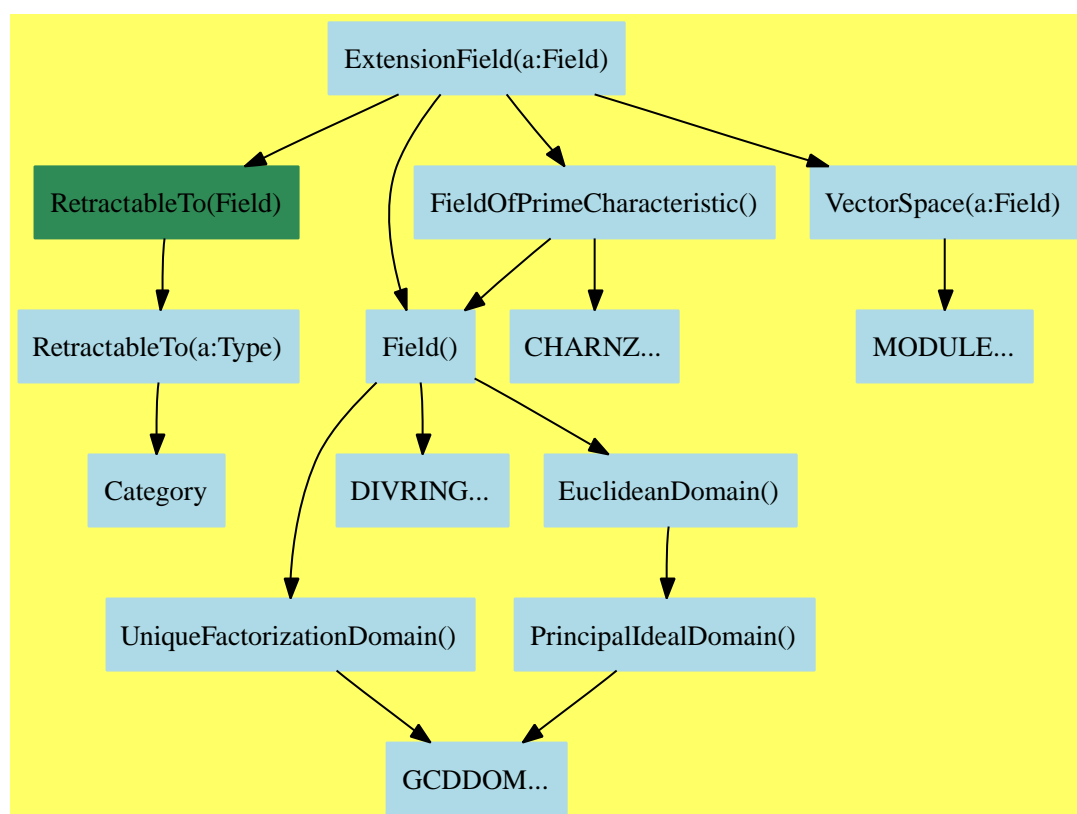 ExtensionField(a:Field)
RetractableTo(Field)
FieldOfPrimeCharacteristic()
VectorSpace(a:Field)
RetractableTo(a:Type)
Field()
CHARNZ...
MODULE...
Category
DIVRING...
EuclideanDomain()
UniqueFactorizationDomain()
PrincipalIdealDomain()
GCDDOM...